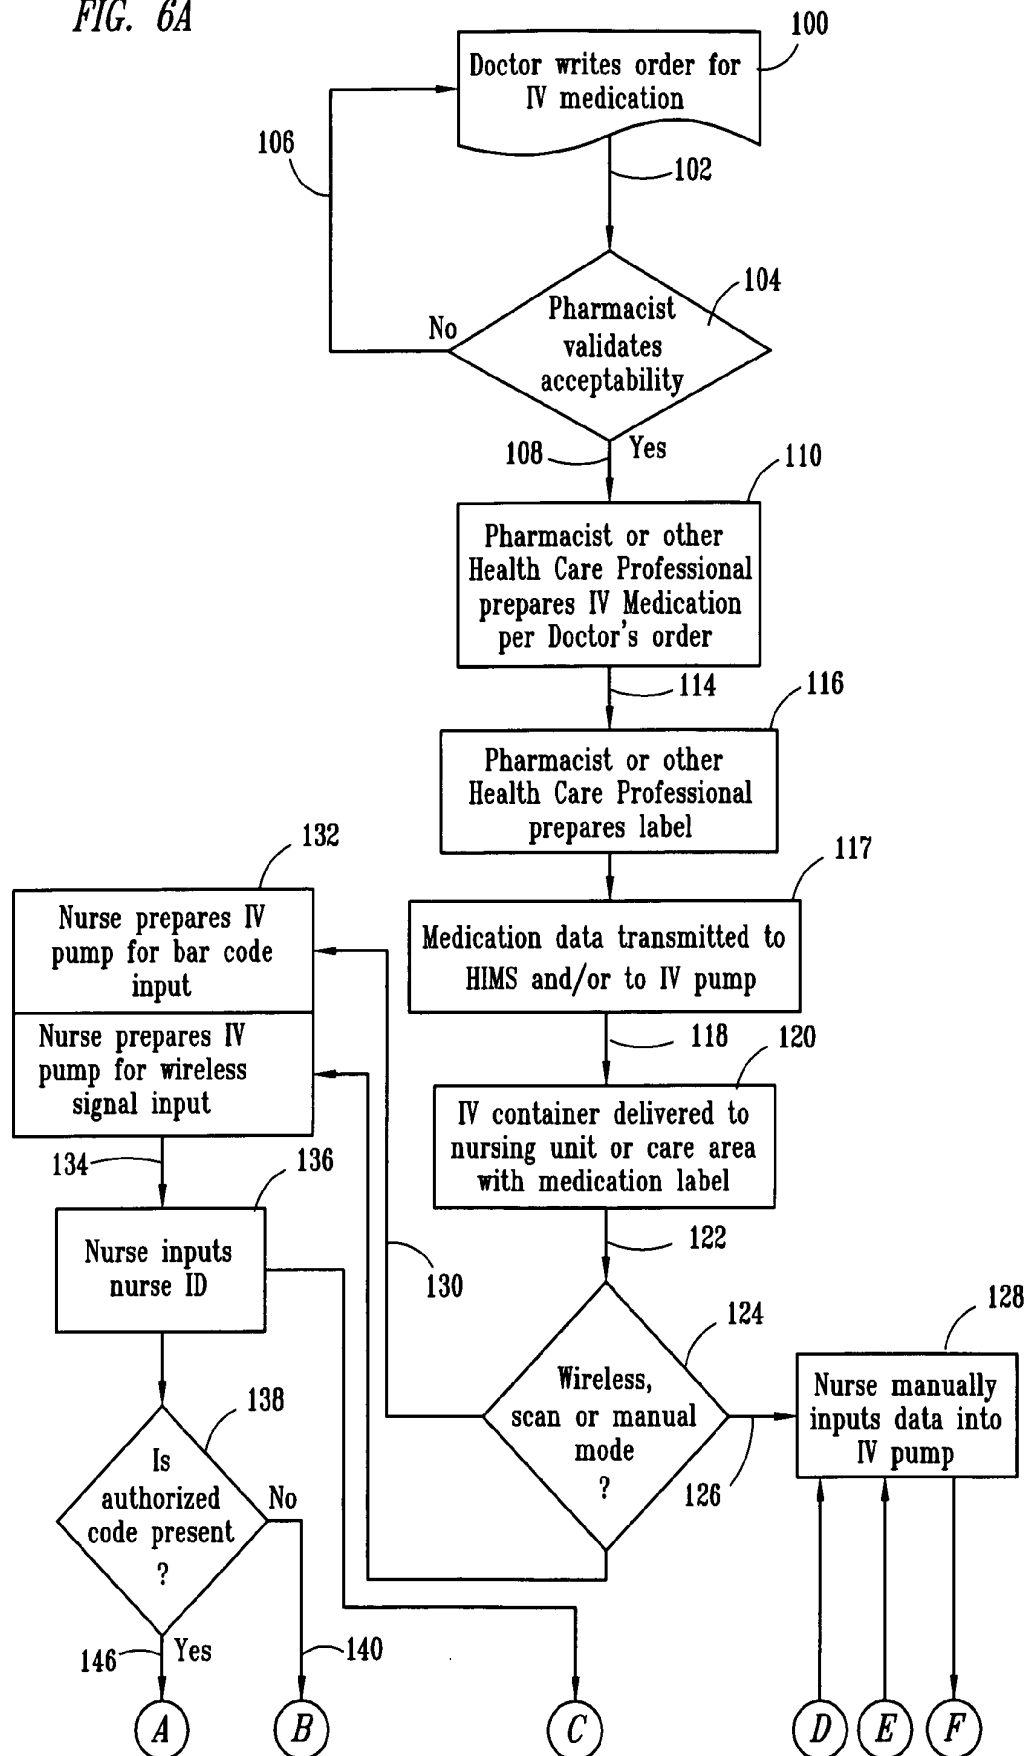 FIG. 6A
100
Doctor writes order for
IV medication
106
102
104
Pharmacist
validates
acceptability
No
108
Yes
110
Pharmacist or other
Health Care Professional
prepares IV Medication
per Doctor's order
114
116
Pharmacist or other
Health Care Professional
prepares label
117
Medication data transmitted to
HIMS and/or to IV pump
132
Nurse prepares IV
pump for bar code
input
Nurse prepares IV
pump for wireless
signal input
118
120
IV container delivered to
nursing unit or care area
with medication label
134
136
Nurse inputs
nurse ID
122
130
124
Wireless,
scan or manual
mode
?
126
128
Nurse manually
inputs data into
IV pump
138
Is
authorized
code present
?
No
146
Yes
140
A
B
C
D
E
F